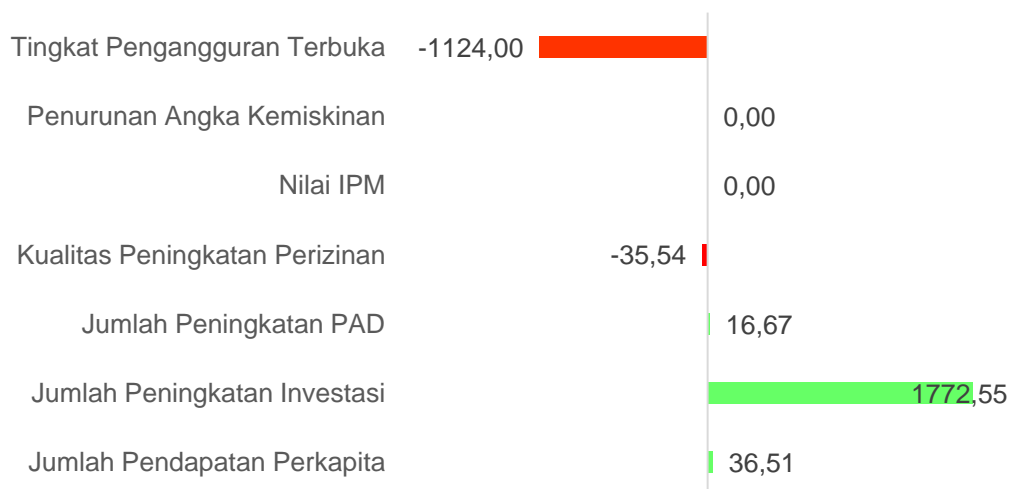 Tingkat Pengangguran Terbuka -1124,00
Penurunan Angka Kemiskinan 0,00
Nilai IPM 0,00
Kualitas Peningkatan Perizinan -35,54
Jumlah Peningkatan PAD 16,67
Jumlah Peningkatan Investasi 1772,55
Jumlah Pendapatan Perkapita 36,51